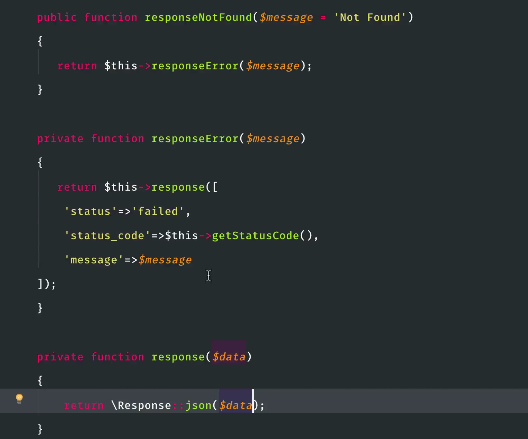 public function responseNotFound($message = 'Not Found')
{
return $this->responseError($message);
}
private function responseError($message)
{
return $this->response([
'status'=>'failed',
'status_code'=>$this->getStatusCode(),
'message'=>$message
]);
}
private function response($data)
{
return \Response::json($data);
}